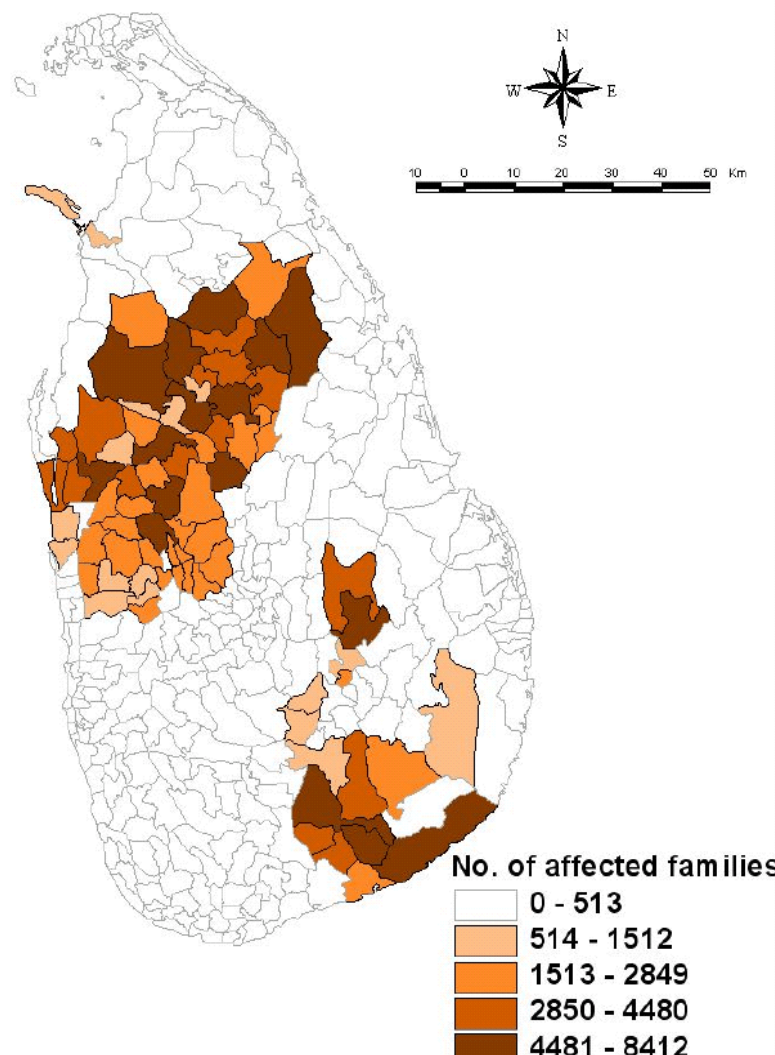 N
W E
S
10 0 10 20 30 40 50 Km
No. of affected families
0 - 513
514 - 1512
1513 - 2849
2850 - 4480
4481 - 8412